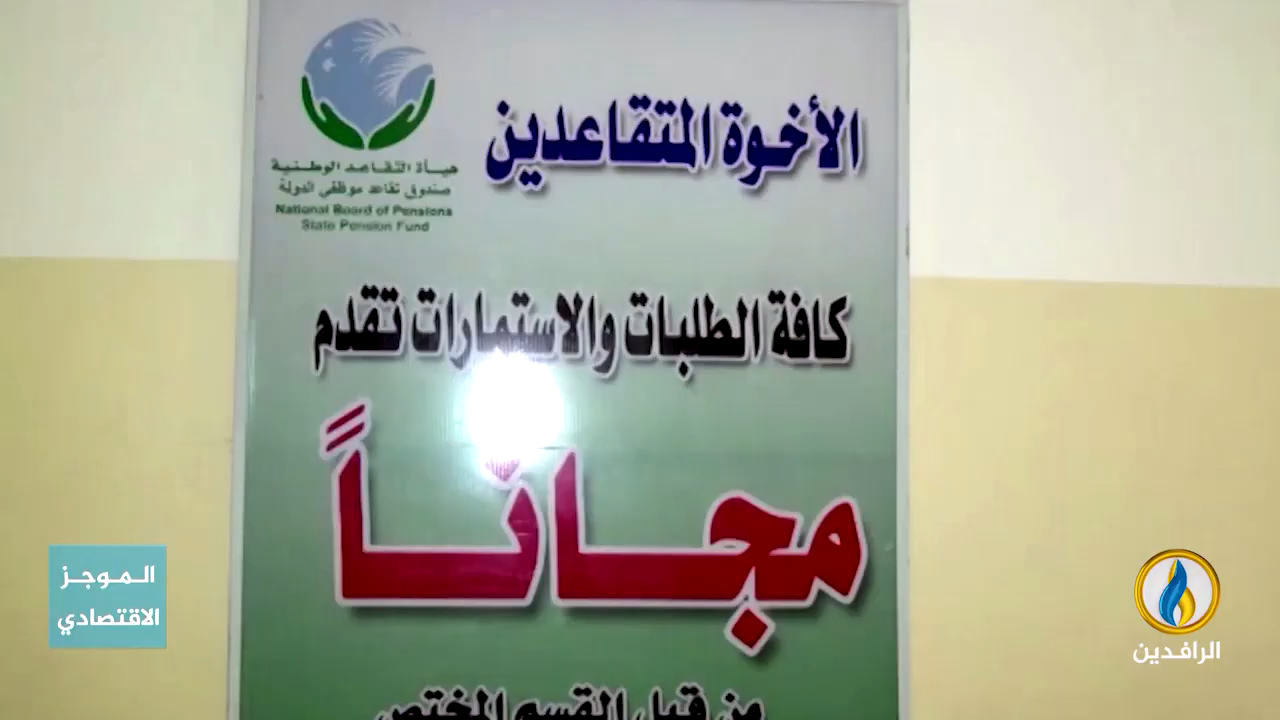 الأخوة المتقاعدين
هيأة التقاعد الوطنية
صندوق تقاعد موظفي الدولة
National Board of Pensions
State Pension Fund
كافة الطلبات والاستمارات تقدم
مجاناً
من قبل القسم المختص
الموجز
الاقتصادي
الرافدين